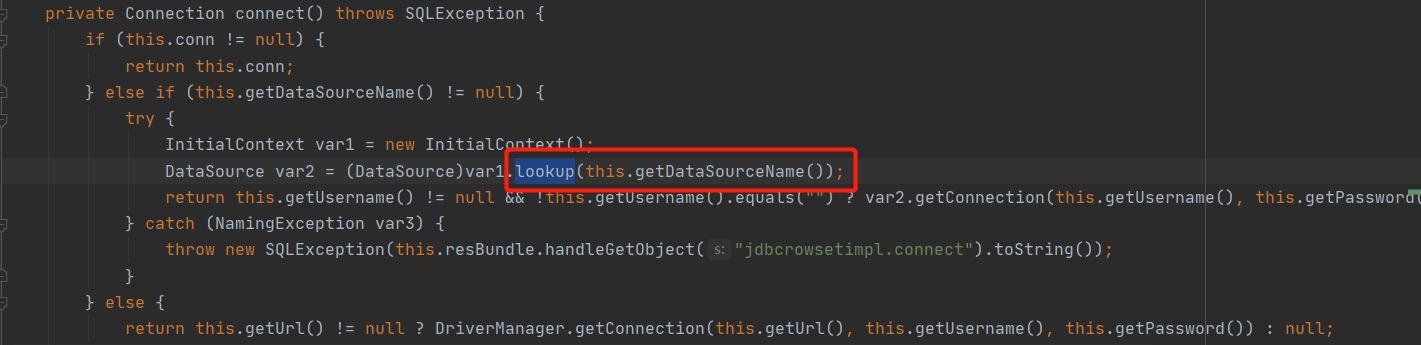 private Connection connect() throws SQLException {
if (this.conn != null) {
return this.conn;
} else if (this.getDataSourceName() != null) {
try {
InitialContext var1 = new InitialContext();
DataSource var2 = (DataSource)var1.lookup(this.getDataSourceName());
return this.getUsername() != null && !this.getUsername().equals("") ? var2.getConnection(this.getUsername(), this.getPassword(
} catch (NamingException var3) {
throw new SQLException(this.resBundle.handleGetObject( s: "jdbcrowsetimpl.connect").toString());
}
} else {
return this.getUrl() != null ? DriverManager.getConnection(this.getUrl(), this.getUsername(), this.getPassword()) : null;